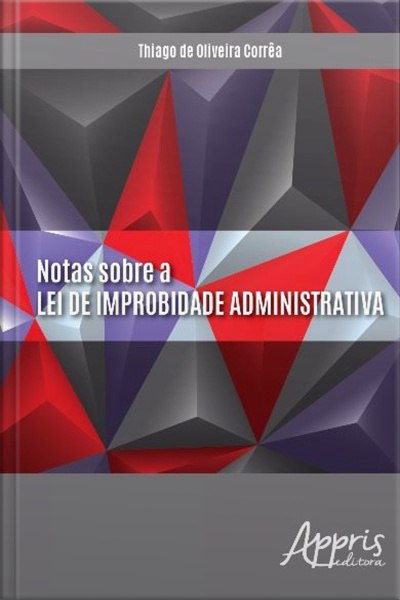 Thiago de Oliveira Corrêa
Notas sobre a
LEI DE IMPROBIDADE ADMINISTRATIVA
Appris
editora